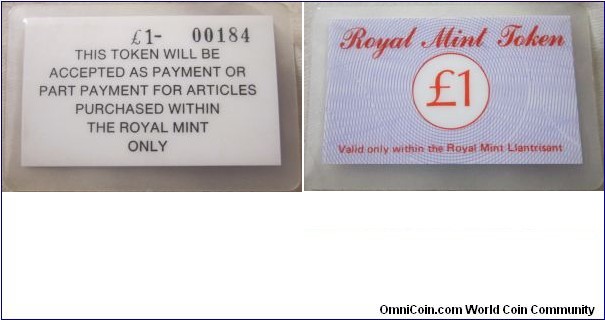 £1- 00184
THIS TOKEN WILL BE
ACCEPTED AS PAYMENT OR
PART PAYMENT FOR ARTICLES
PURCHASED WITHIN
THE ROYAL MINT
ONLY
Royal Mint Token
£1
Valid only within the Royal Mint Llantrisant
OmniCoin.com World Coin Community